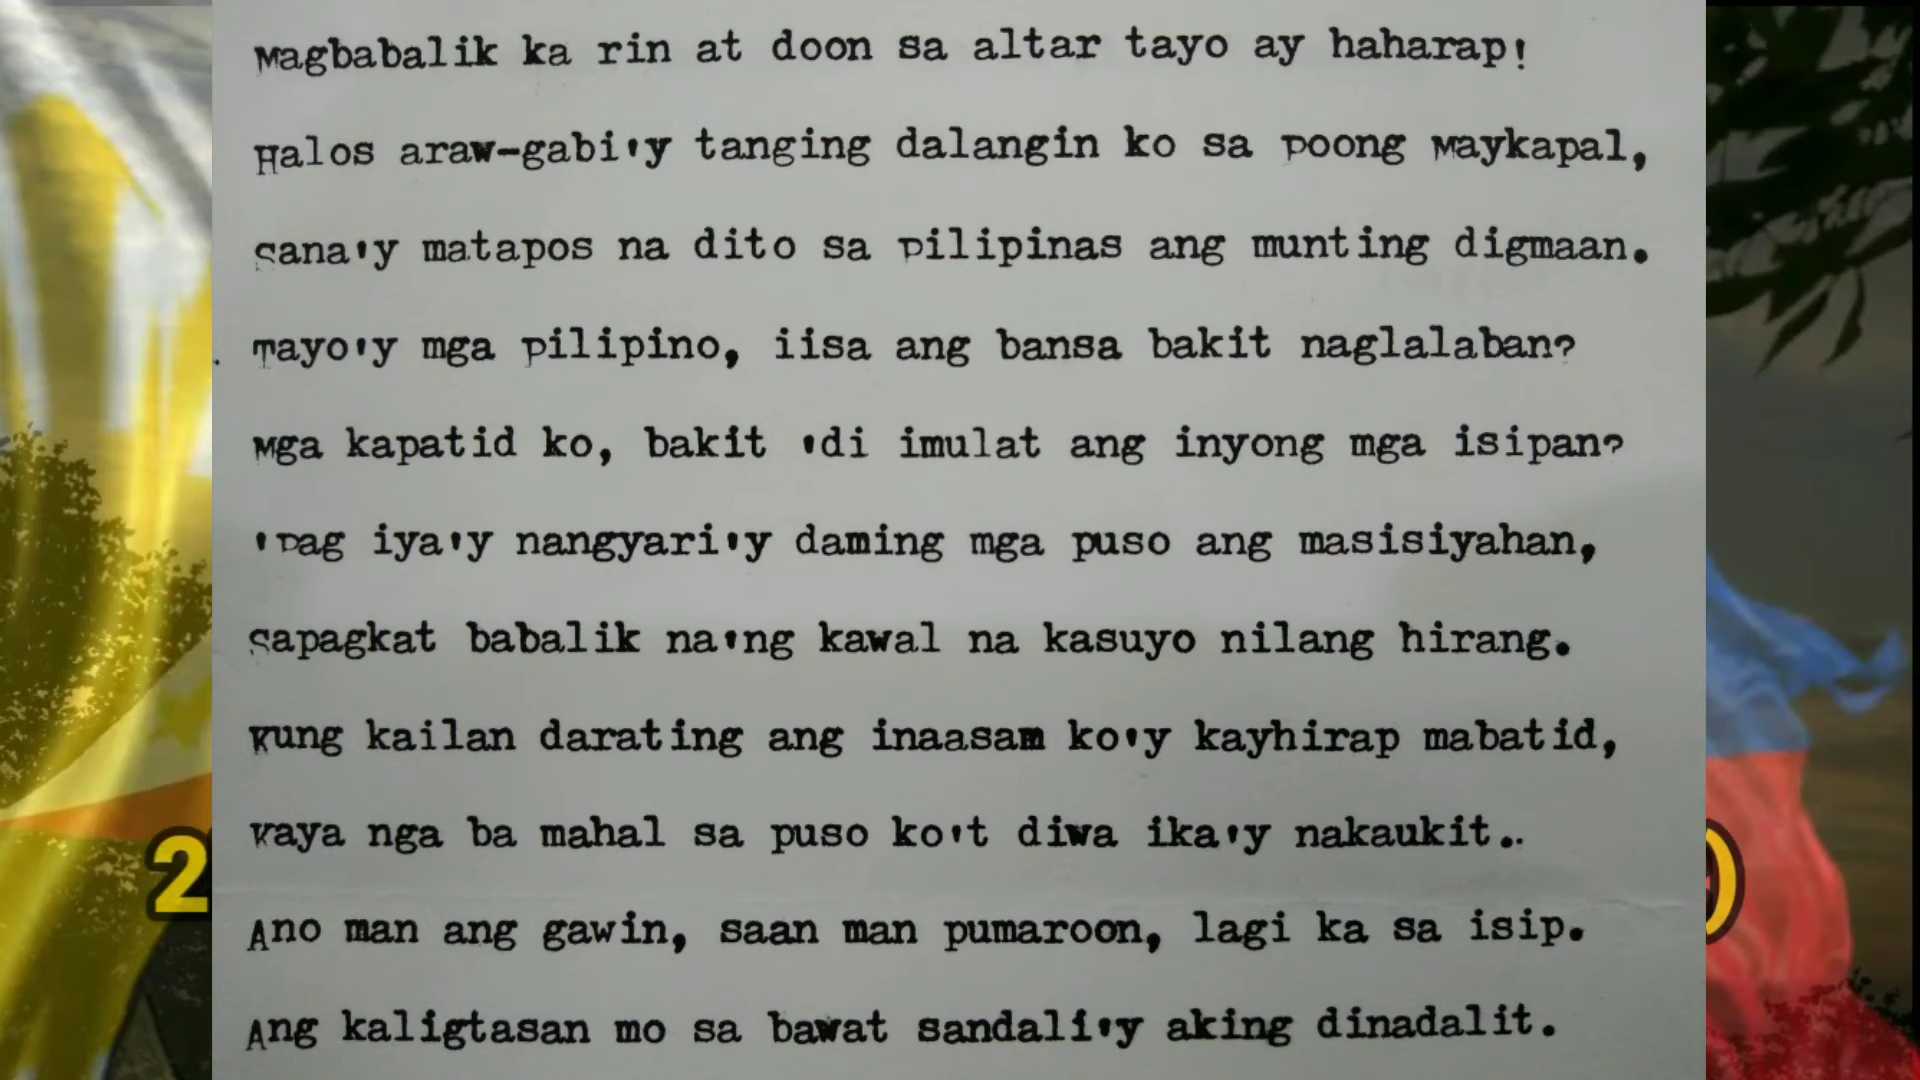 Magbabalik ka rin at doon sa altar tayo ay haharap!
Halos araw-gabi'y tanging dalangin ko sa Poong Maykapal,
Sana'y matapos na dito sa Pilipinas ang munting digmaan.
Tayo'y mga Pilipino, iisa ang bansa bakit naglalaban?
Mga kapatid ko, bakit 'di imulat ang inyong mga isipan?
'Pag iya'y nangyari'y daming mga puso ang masisiyahan,
Sapagkat babalik na'ng kawal na kasuyo nilang hirang.
Kung kailan darating ang inaasam ko'y kayhirap mabatid,
Kaya nga ba mahal sa puso ko't diwa ika'y nakaukit..
2
)
Ano man ang gawin, saan man pumaroon, lagi ka sa isip.
Ang kaligtasan mo sa bawat sandali'y aking dinadalit.